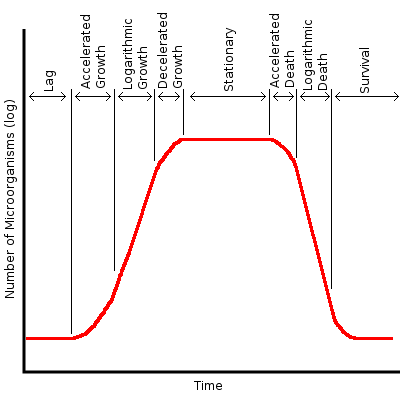 Lag
Accelerated
Growth
Logarithmic
Growth
Decelerated
Growth
Stationary
Accelerated
Death
Logarithmic
Death
Survival
Number of Microorganisms (log)
Time